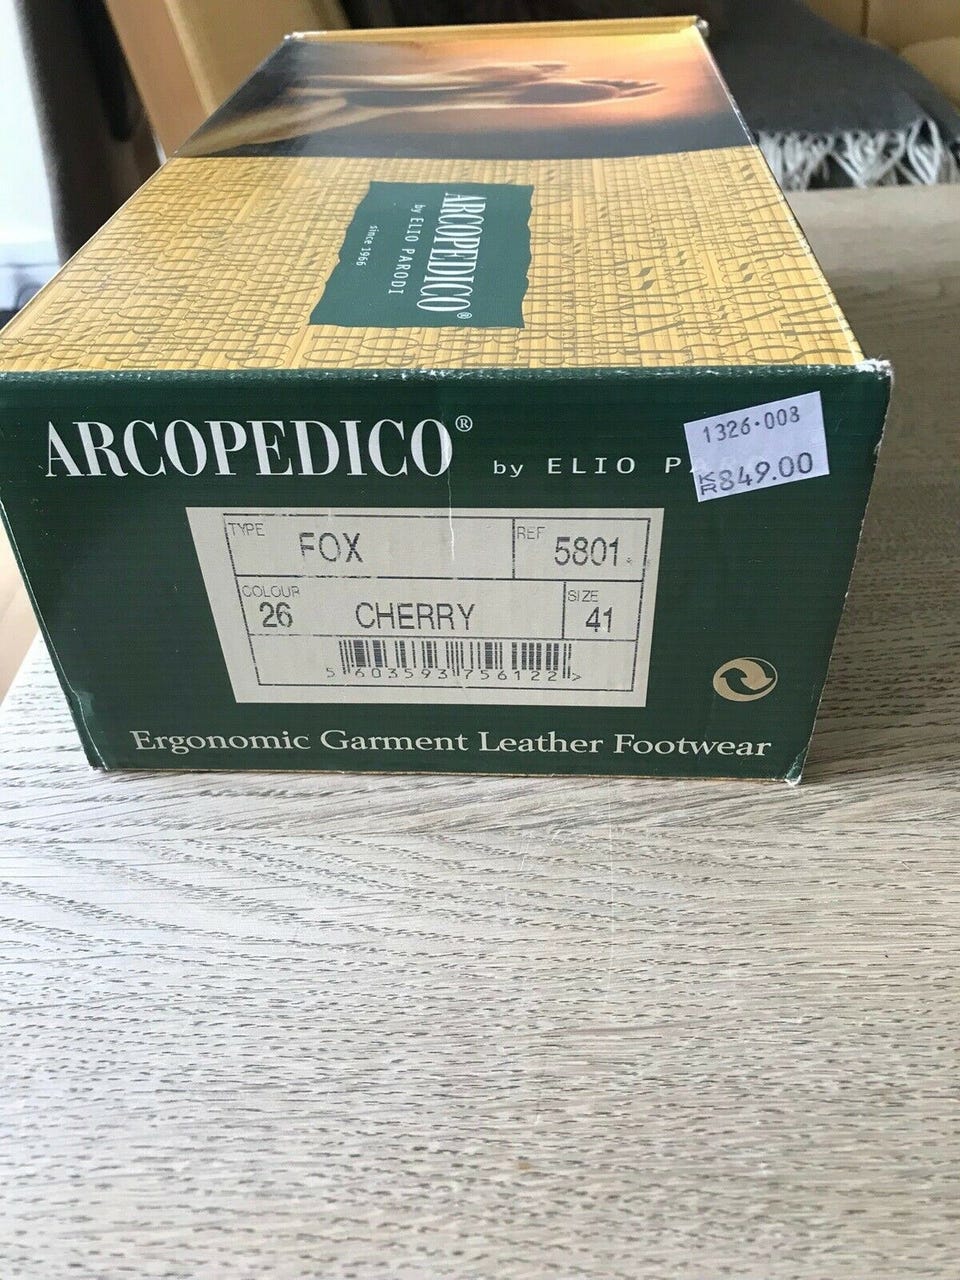 ARCOPEDICO®
by ELIO PARODI
since 1966
ARCOPEDICO® by ELIO
1326·008
KR849.00
TYPE FOX REF 5801
COLOUR 26 CHERRY SIZE 41
5 603593 756122 >
Ergonomic Garment Leather Footwear